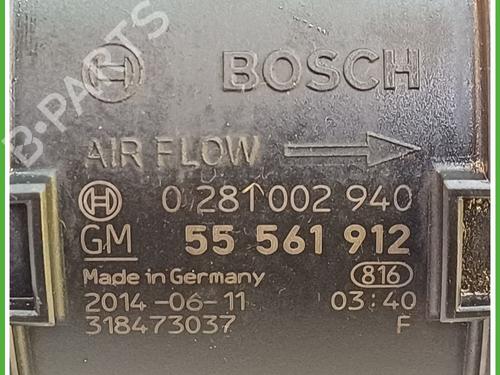 B-PARTS
BOSCH
AIR FLOW
0 281 002 940
GM 55 561 912
Made in Germany 816
2014-06-11 03:40
318473037 F